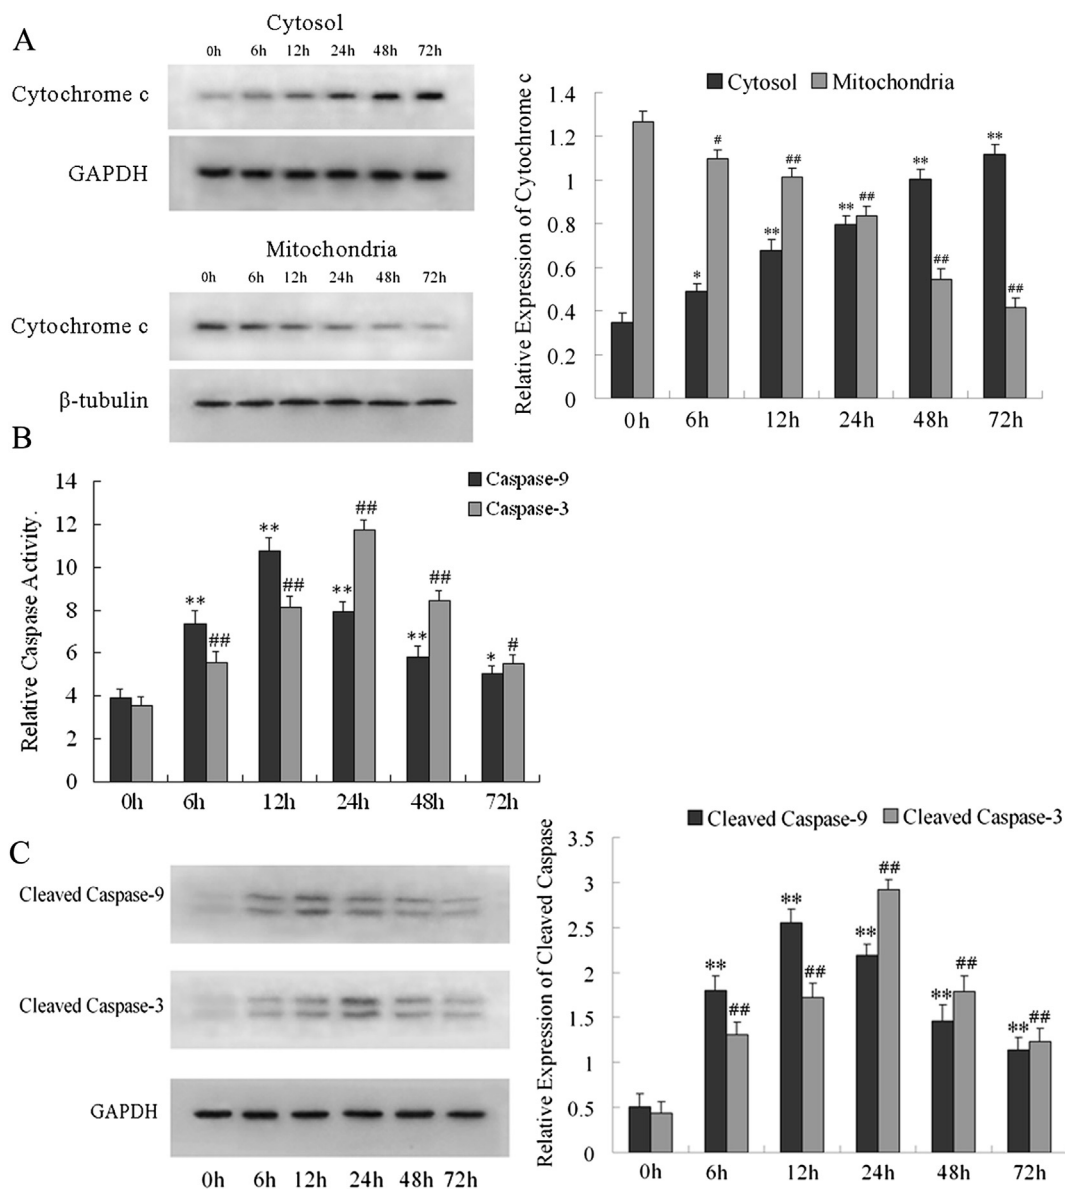 A
Cytosol
0h 6h 12h 24h 48h 72h
Cytochrome c
GAPDH
Mitochondria
0h 6h 12h 24h 48h 72h
Cytochrome c
β-tubulin
Cytosol Mitochondria
Relative Expression of Cytochrome c
1.4
1.2
1
0.8
0.6
0.4
0.2
0
# ## ** ** ## ** **
* ## ##
0h 6h 12h 24h 48h 72h
B
Caspase-9
Caspase-3
Relative Caspase Activity.
14
12
10
8
6
4
2
0
** ## ** ## ** ## ** ## * #
0h 6h 12h 24h 48h 72h
C
Cleaved Caspase-9
Cleaved Caspase-3
GAPDH
0h 6h 12h 24h 48h 72h
Cleaved Caspase-9 Cleaved Caspase-3
Relative Expression of Cleaved Caspase
3.5
3
2.5
2
1.5
1
0.5
0
** ## ** ## ** ## ** ## ** ##
0h 6h 12h 24h 48h 72h